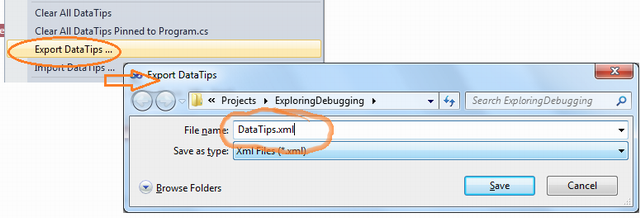 Clear All DataTips
Clear All DataTips Pinned to Program.cs
Export DataTips ...
Import DataTips ...
Export DataTips
« Projects ExploringDebugging Search ExploringDebugging
File name: DataTips.xml
Save as type: Xml Files (*.xml)
Browse Folders Save Cancel